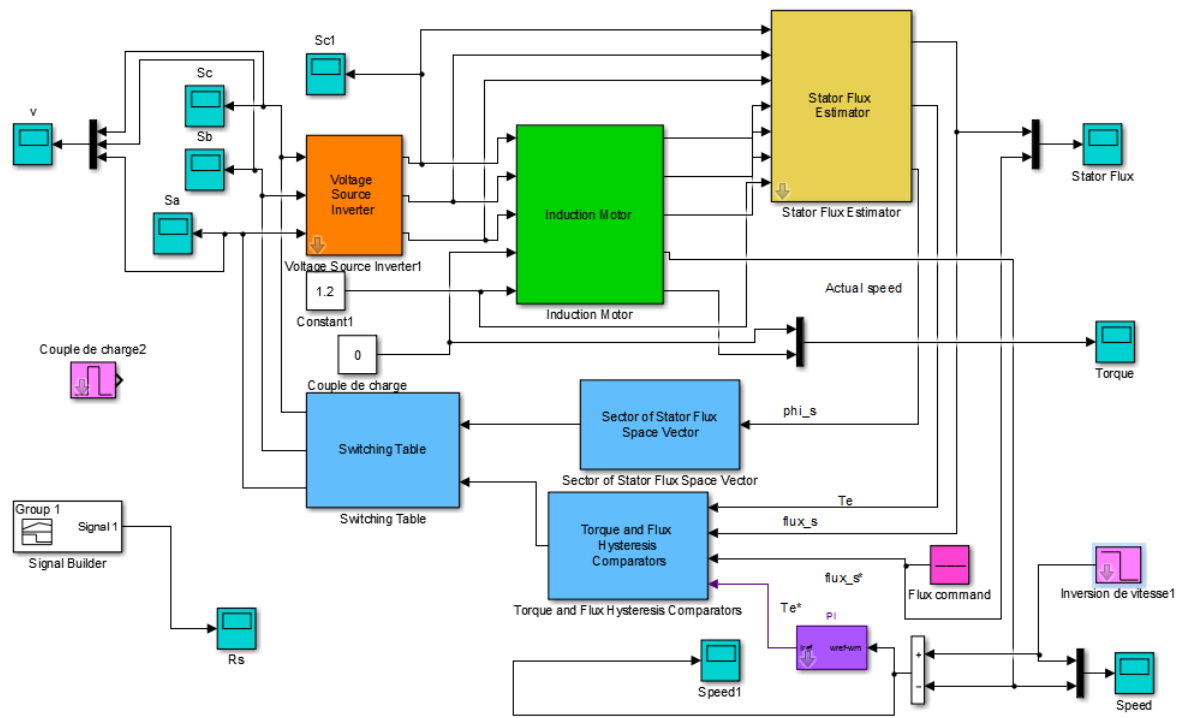 Sc1
Stator Flux
Estimator
Stator Flux Estimator
v
Sc
Sb
Sa
Voltage
Source
Inverter
Voltage Source Inverter1
Induction Motor
Induction Motor
Stator Flux
1.2
Constant1
Actual speed
0
Couple de charge
Couple de charge2
Torque
Switching Table
Switching Table
Sector of Stator Flux
Space Vector
Sector of Stator Flux Space Vector
phi_s
Torque and Flux
Hysteresis
Comparators
Torque and Flux Hysteresis Comparators
Te
flux_s
flux_s*
Te*
Flux command
Inversion de vitesse1
Group 1
Signal 1
Signal Builder
Rs
PI
wref-wm
Speed1
+
−
Speed